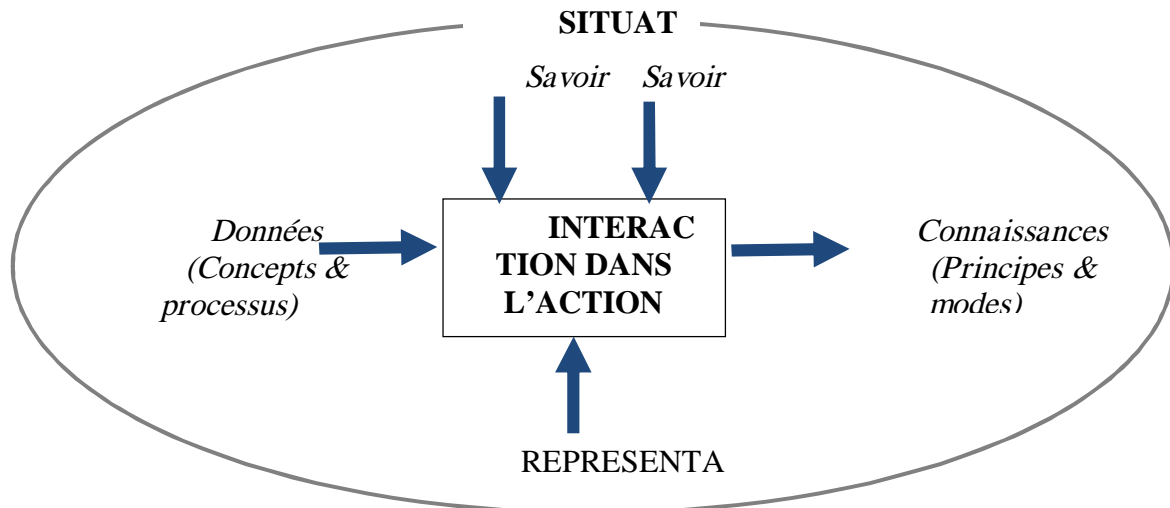 SITUAT
Savoir Savoir
Données
(Concepts &
processus)
INTERAC
TION DANS
L’ACTION
Connaissances
(Principes &
modes)
REPRESENTA